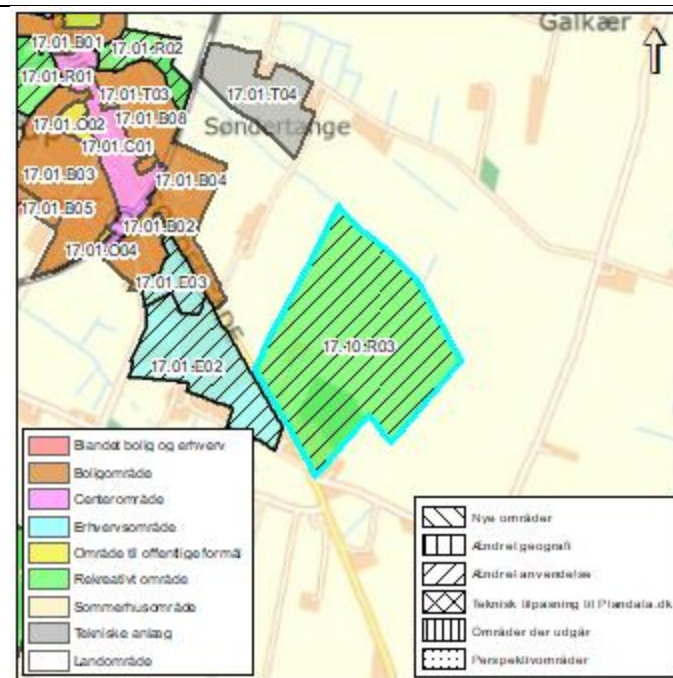 Galkær
17.01.B01
17.01.R02
17.01.R01
17.01.T03
17.01.T04
17.01.O02
17.01.B08
Søndertange
17.01.C01
17.01.B03
17.01.B04
17.01.B05
17.01.B02
17.01.O04
17.01.E03
DE
17.10.R03
17.01.E02
Blandet bolig og erhverv
Boligområde
Centerområde
Erhvervsområde
Område til offentlige formål
Rekreativt område
Sommerhusområde
Tekniske anlæg
Landområde
Nye områder
Ændret geografi
Ændret anvendelse
Teknisk tilpasning til Plandata.dk
Områder der udgår
Perspektivområder